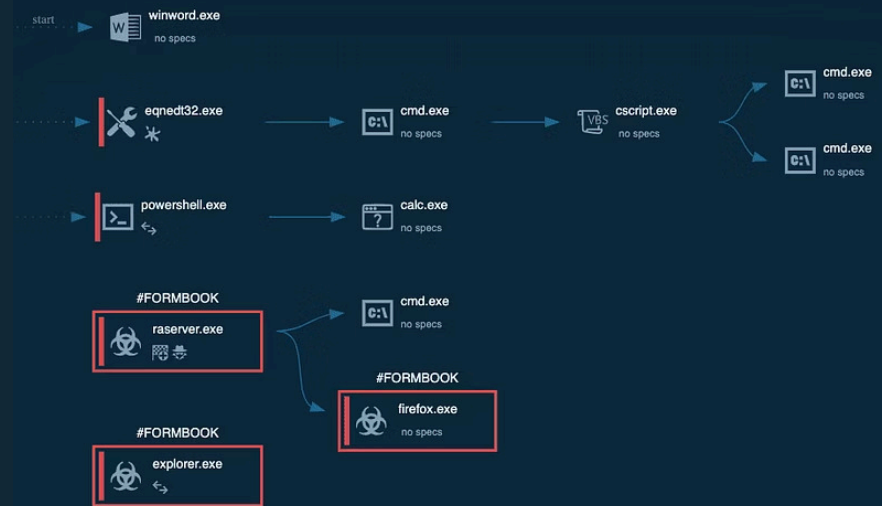 start
winword.exe
no specs
eqnedt32.exe
cmd.exe
no specs
cscript.exe
no specs
cmd.exe
no specs
cmd.exe
no specs
powershell.exe
calc.exe
no specs
#FORMBOOK
raserver.exe
cmd.exe
no specs
#FORMBOOK
firefox.exe
no specs
#FORMBOOK
explorer.exe
W
C:\
VBS
C:\
C:\
>_
?
C:\